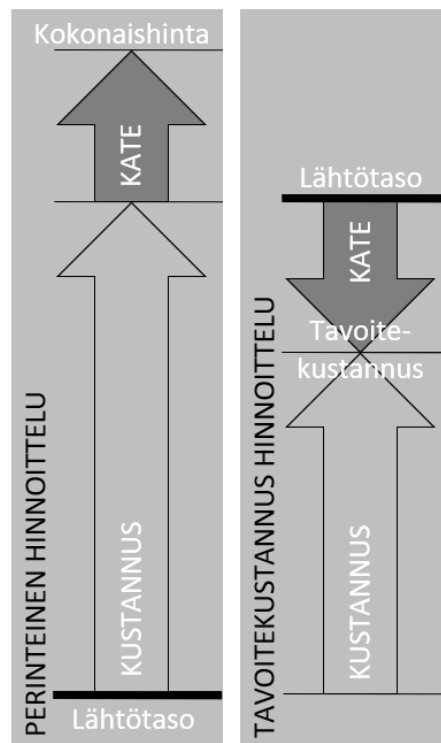 Kokonaishinta
KATE
KUSTANNUS
Lähtötaso
PERINTEINEN HINNOITTELU
Lähtötaso
KATE
Tavoite-
kustannus
KUSTANNUS
TAVOITEKUSTANNUS HINNOITTELU